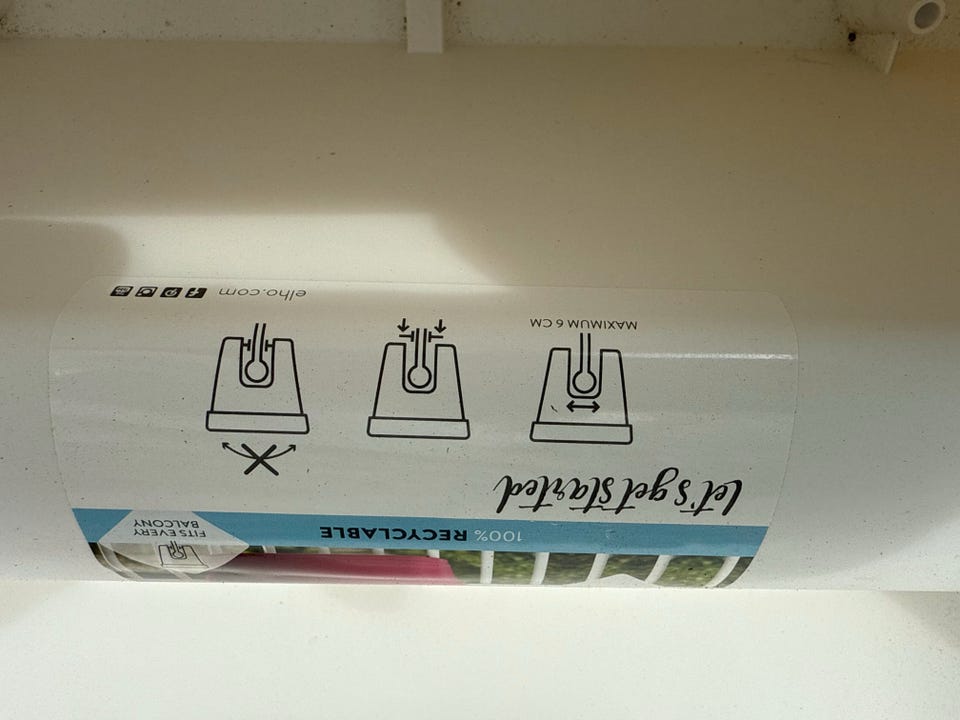 FITS EVERY
BALCONY
100% RECYCLABLE
Let's get started
MAXIMUM 6 CM
elho.com